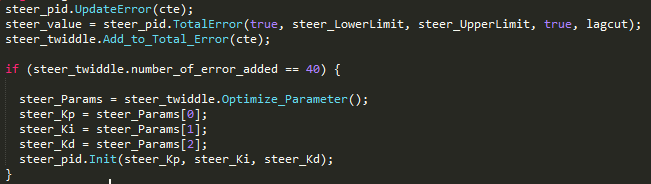 steer_pid.UpdateError(cte);
steer_value = steer_pid.TotalError(true, steer_LowerLimit, steer_UpperLimit, true, lagcut);
steer_twiddle.Add_to_Total_Error(cte);
if (steer_twiddle.number_of_error_added == 40) {
steer_Params = steer_twiddle.Optimize_Parameter();
steer_Kp = steer_Params[0];
steer_Ki = steer_Params[1];
steer_Kd = steer_Params[2];
steer_pid.Init(steer_Kp, steer_Ki, steer_Kd);
}